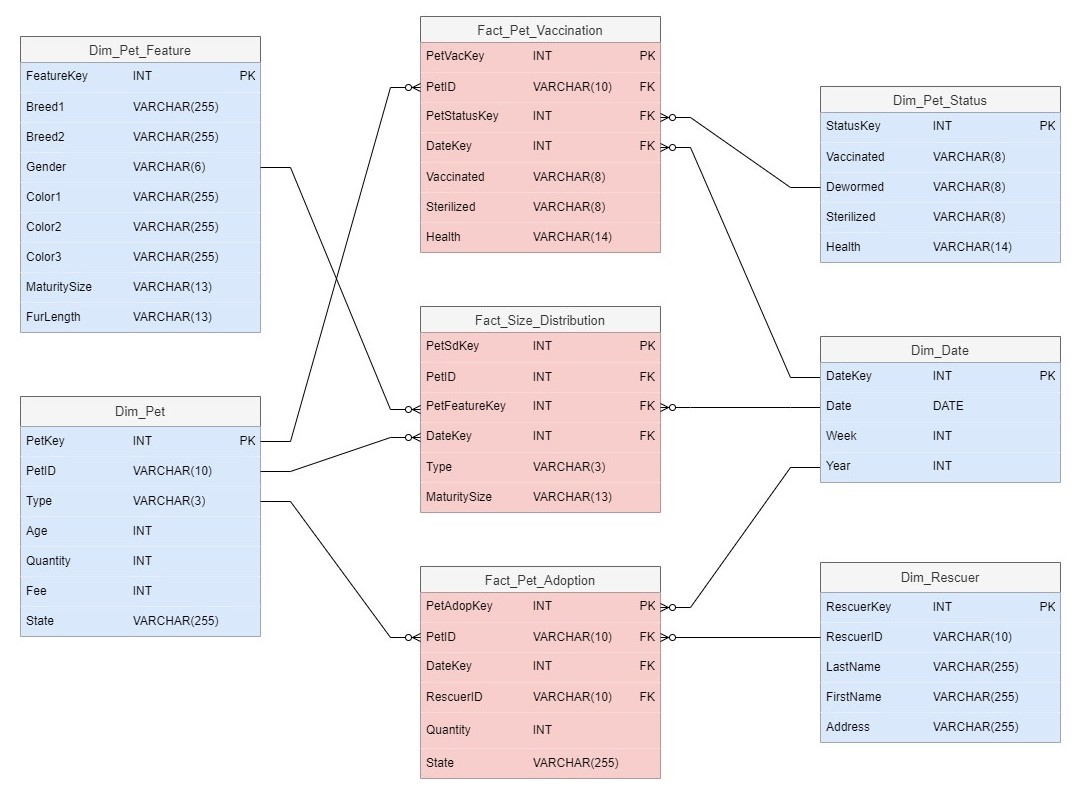 Dim_Pet_Feature
FeatureKey INT PK
Breed1 VARCHAR(255)
Breed2 VARCHAR(255)
Gender VARCHAR(6)
Color1 VARCHAR(255)
Color2 VARCHAR(255)
Color3 VARCHAR(255)
MaturitySize VARCHAR(13)
FurLength VARCHAR(13)
Dim_Pet
PetKey INT PK
PetID VARCHAR(10)
Type VARCHAR(3)
Age INT
Quantity INT
Fee INT
State VARCHAR(255)
Fact_Pet_Vaccination
PetVacKey INT PK
PetID VARCHAR(10) FK
PetStatusKey INT FK
DateKey INT FK
Vaccinated VARCHAR(8)
Sterilized VARCHAR(8)
Health VARCHAR(14)
Fact_Size_Distribution
PetSdKey INT PK
PetID INT FK
PetFeatureKey INT FK
DateKey INT FK
Type VARCHAR(3)
MaturitySize VARCHAR(13)
Fact_Pet_Adoption
PetAdopKey INT PK
PetID VARCHAR(10) FK
DateKey INT FK
RescuerID VARCHAR(10) FK
Quantity INT
State VARCHAR(255)
Dim_Pet_Status
StatusKey INT PK
Vaccinated VARCHAR(8)
Dewormed VARCHAR(8)
Sterilized VARCHAR(8)
Health VARCHAR(14)
Dim_Date
DateKey INT PK
Date DATE
Week INT
Year INT
Dim_Rescuer
RescuerKey INT PK
RescuerID VARCHAR(10)
LastName VARCHAR(255)
FirstName VARCHAR(255)
Address VARCHAR(255)